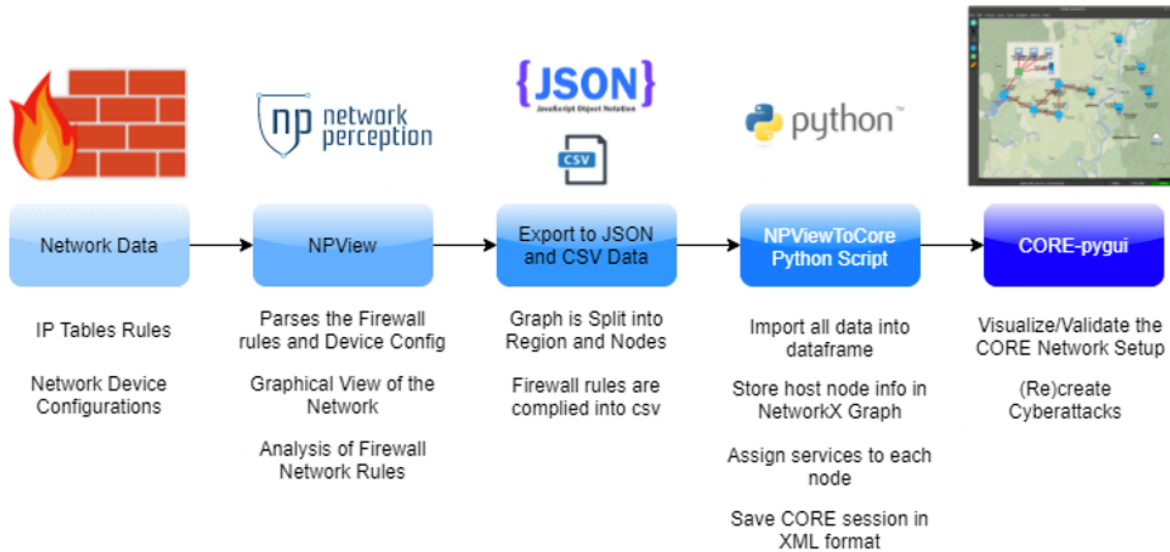 {JSON}
JavaScript Object Notation
CSV
np network
perception
python™
Network Data
NPView
Export to JSON
and CSV Data
NPViewToCore
Python Script
CORE-pygui
IP Tables Rules
Network Device
Configurations
Parses the Firewall
rules and Device Config
Graphical View of the
Network
Analysis of Firewall
Network Rules
Graph is Split into
Region and Nodes
Firewall rules are
complied into csv
Import all data into
dataframe
Store host node info in
NetworkX Graph
Assign services to each
node
Save CORE session in
XML format
Visualize/Validate the
CORE Network Setup
(Re)create
Cyberattacks